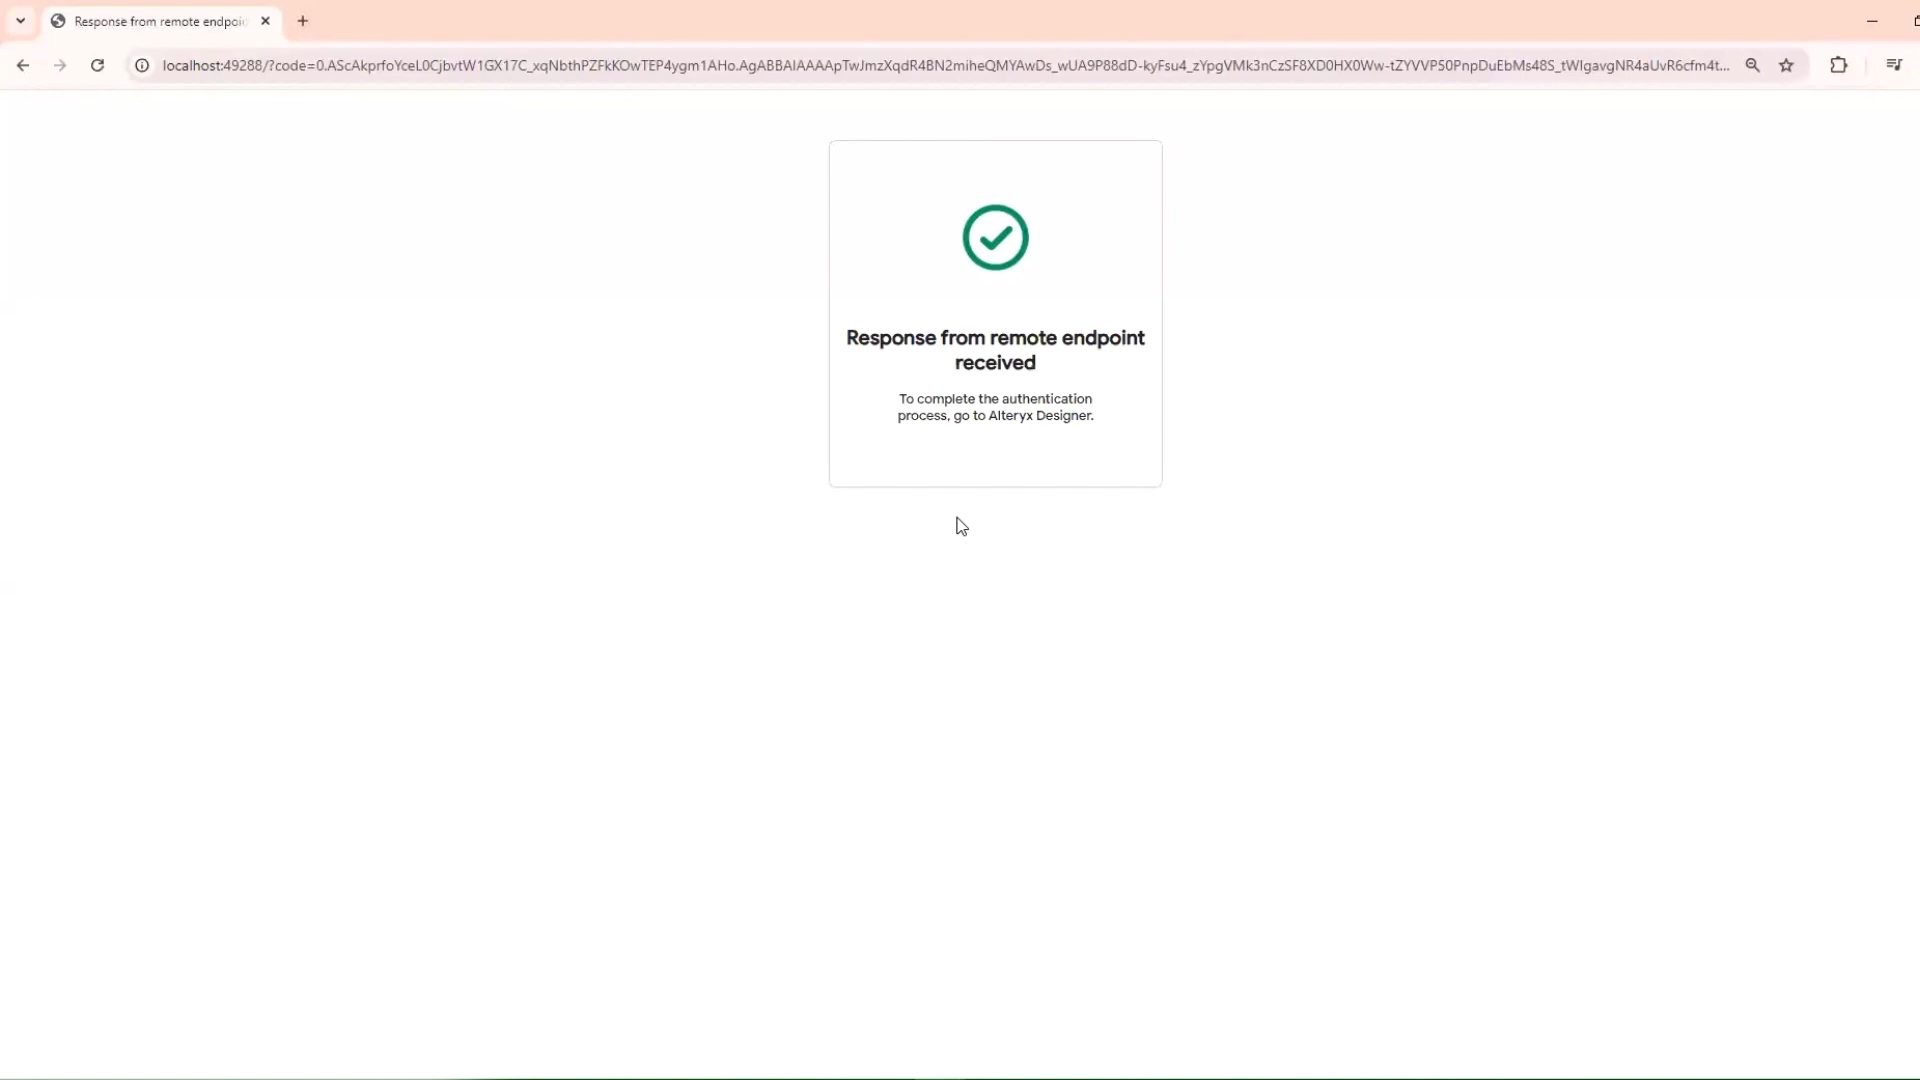 Response from remote endpoi
localhost:49288/?code=0.AScAkprfoYceL0CjbvtW1GX17C_xqNbthPZFkKOwTEP4ygm1AHo.AgABBAIAAAApTwJmzXqdR4BN2miheQMYAwDs_wUA9P88dD-kyFsu4_zYpgVMk3nCzSF8XD0HX0Ww-tZYVVP50PnpDuEbMs48S_tWIgavgNR4aUvR6cfm4t...
Response from remote endpoint
received
To complete the authentication
process, go to Alteryx Designer.